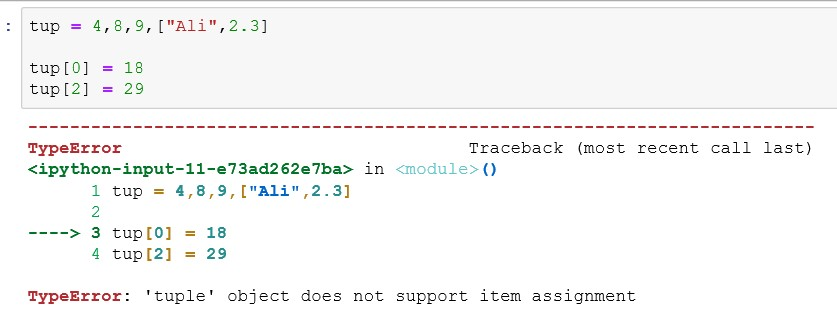 : tup = 4,8,9,["Ali",2.3]
tup[0] = 18
tup[2] = 29
---------------------------------------------------------------------------
TypeError Traceback (most recent call last)
<ipython-input-11-e73ad262e7ba> in <module>()
1 tup = 4,8,9,["Ali",2.3]
2
----> 3 tup[0] = 18
4 tup[2] = 29
TypeError: 'tuple' object does not support item assignment